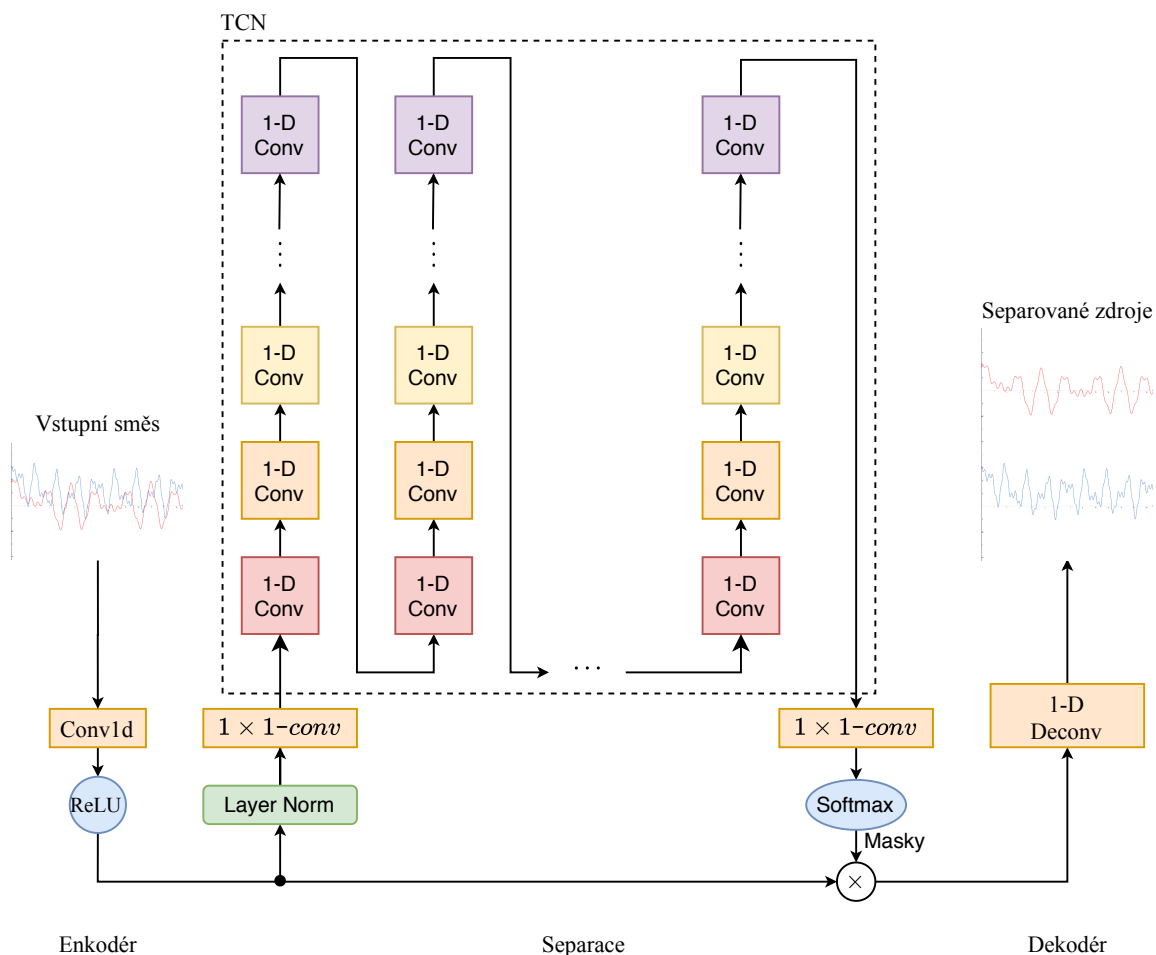 TCN
1-D
Conv
1-D
Conv
1-D
Conv
⋮
⋮
⋮
1-D
Conv
1-D
Conv
1-D
Conv
Separované zdroje
Vstupní směs
1-D
Conv
1-D
Conv
1-D
Conv
1-D
Conv
1-D
Conv
1-D
Conv
...
Conv1d
1 × 1-conv
1 × 1-conv
1-D
Deconv
ReLU
Layer Norm
Softmax
Masky
×
Enkodér
Separace
Dekodér